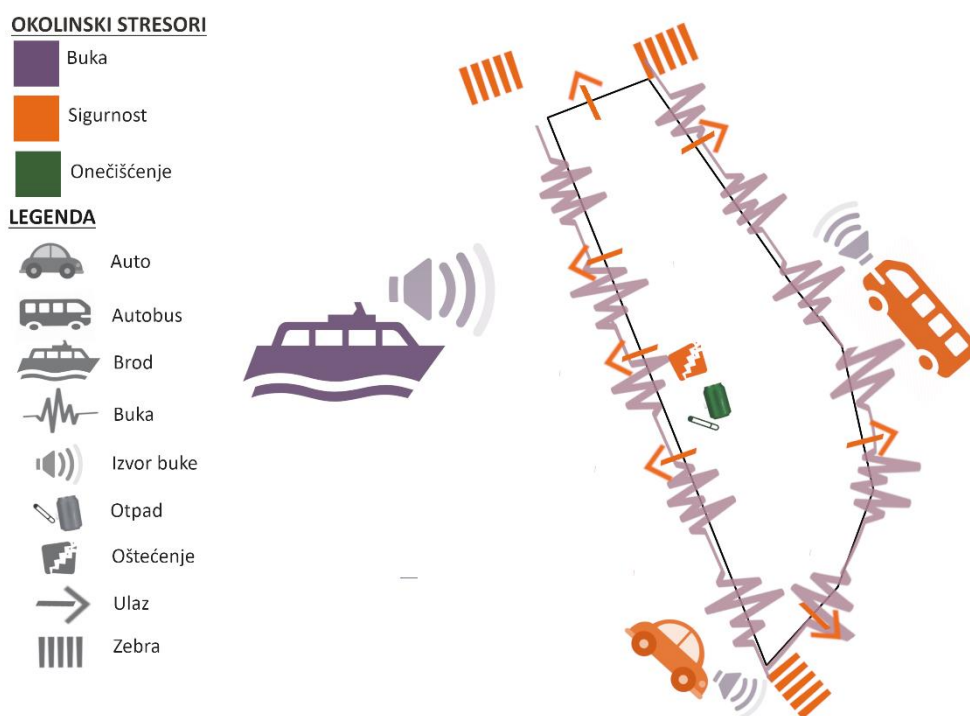 OKOLINSKI STRESORI
Buka
Sigurnost
Onečišćenje
LEGENDA
Auto
Autobus
Brod
Buka
Izvor buke
Otpad
Oštećenje
Ulaz
Zebra